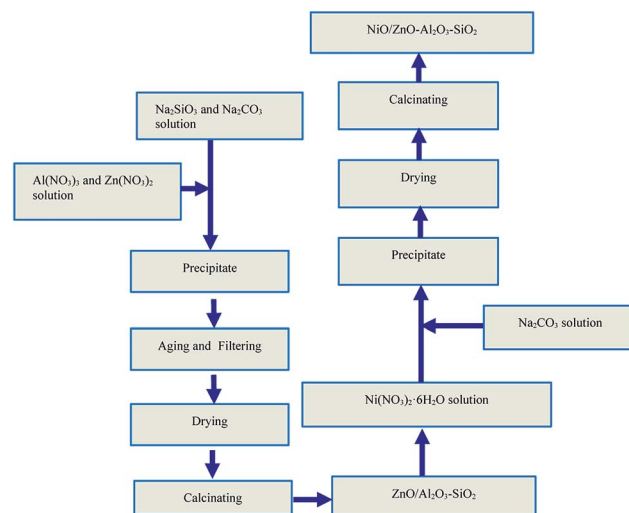 NiO/ZnO-Al₂O₃-SiO₂
Calcinating
Na₂SiO₃ and Na₂CO₃
solution
Al(NO₃)₃ and Zn(NO₃)₂
solution
Drying
Precipitate
Precipitate
Na₂CO₃ solution
Aging and Filtering
Ni(NO₃)₂·6H₂O solution
Drying
Calcinating
ZnO/Al₂O₃-SiO₂